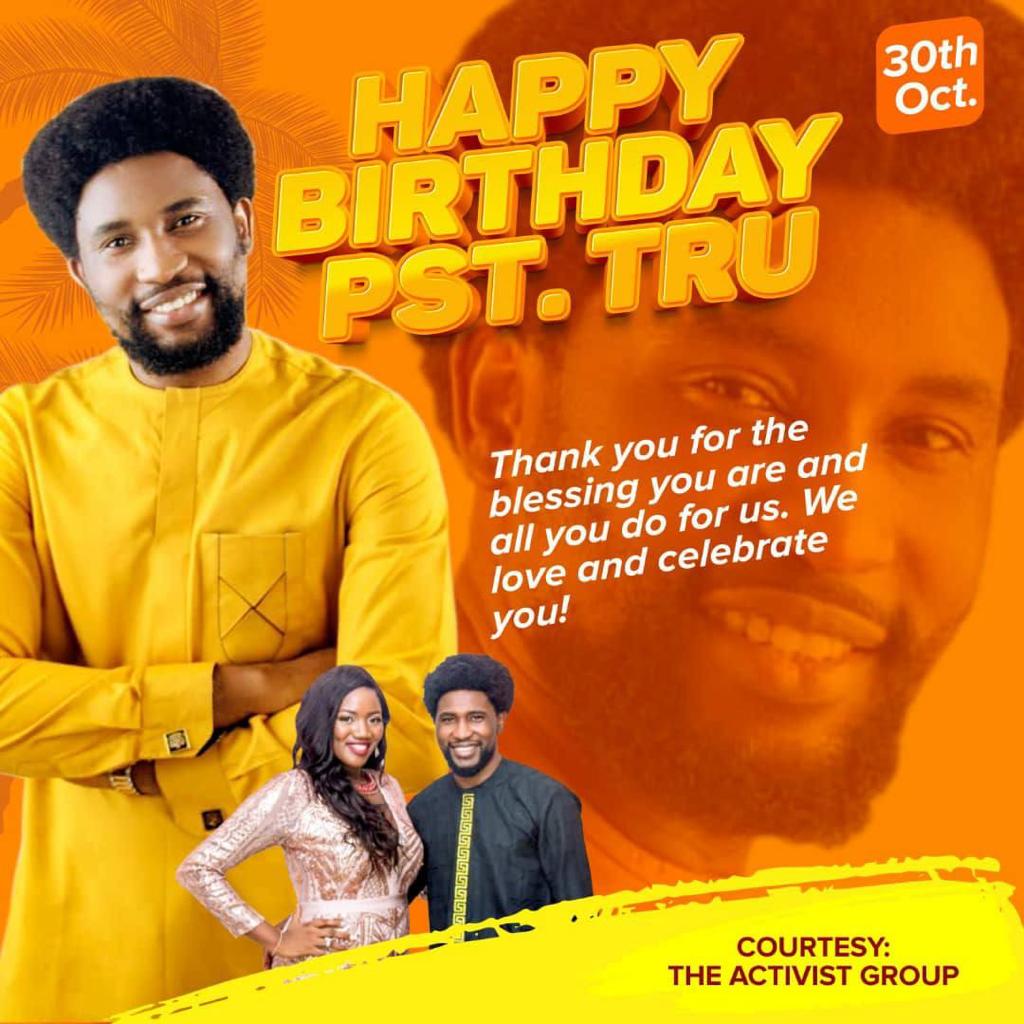 HAPPY
BIRTHDAY
PST. TRU
30th
Oct.
Thank you for the
blessing you are and
all you do for us. We
love and celebrate
you!
COURTESY:
THE ACTIVIST GROUP